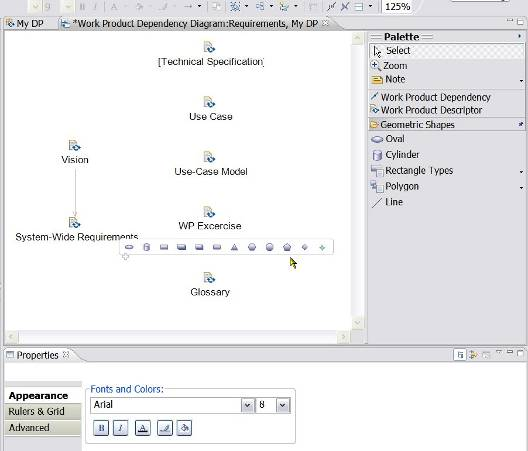 9
B
I
A
125%
My DP
*Work Product Dependency Diagram:Requirements, My DP
[Technical Specification]
Use Case
Vision
Use-Case Model
WP Excercise
System-Wide Requirements
Glossary
Palette
Select
Zoom
Note
Work Product Dependency
Work Product Descriptor
Geometric Shapes
Oval
Cylinder
Rectangle Types
Polygon
Line
Properties
Appearance
Rulers & Grid
Advanced
Fonts and Colors:
Arial
8
B I A